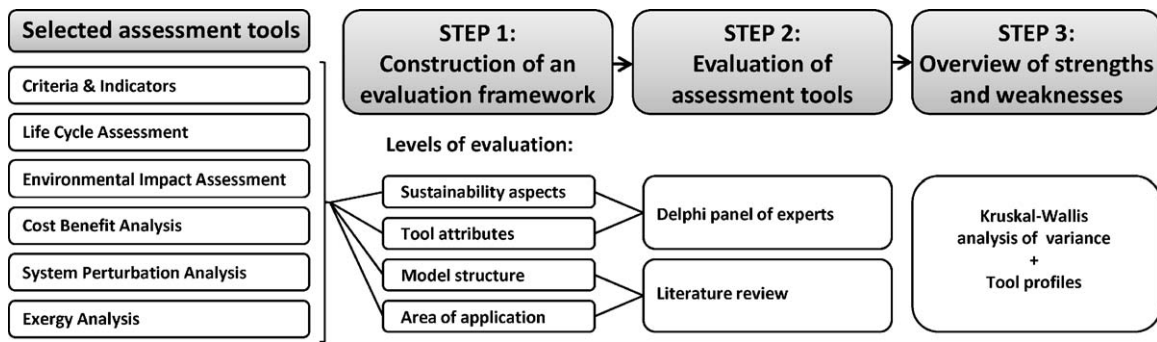 Selected assessment tools
Criteria & Indicators
Life Cycle Assessment
Environmental Impact Assessment
Cost Benefit Analysis
System Perturbation Analysis
Exergy Analysis
STEP 1:
Construction of an
evaluation framework
Levels of evaluation:
Sustainability aspects
Tool attributes
Model structure
Area of application
STEP 2:
Evaluation of
assessment tools
Delphi panel of experts
Literature review
STEP 3:
Overview of strengths
and weaknesses
Kruskal-Wallis
analysis of variance
+
Tool profiles